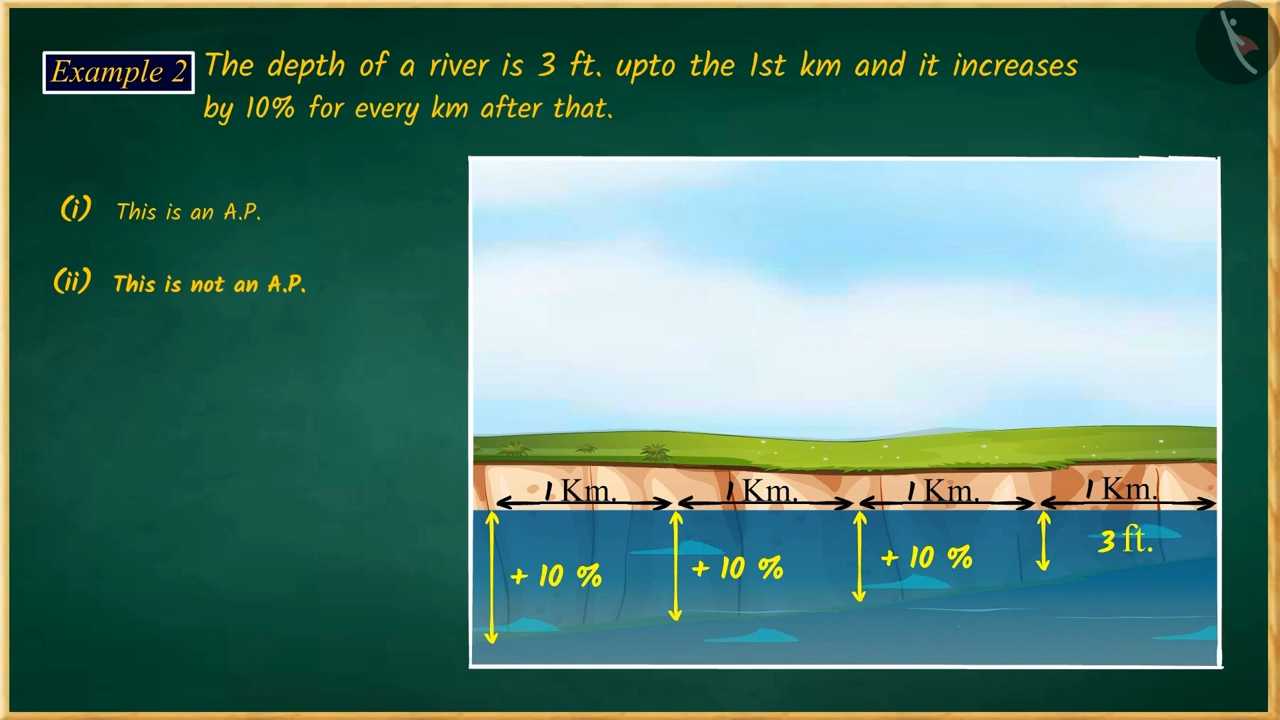 Example 2 The depth of a river is 3 ft. upto the 1st km and it increases
by 10% for every km after that.
(i) This is an A.P.
(ii) This is not an A.P.
1 Km. 1 Km. 1 Km. 1 Km.
+ 10 % + 10 % + 10 % 3 ft.